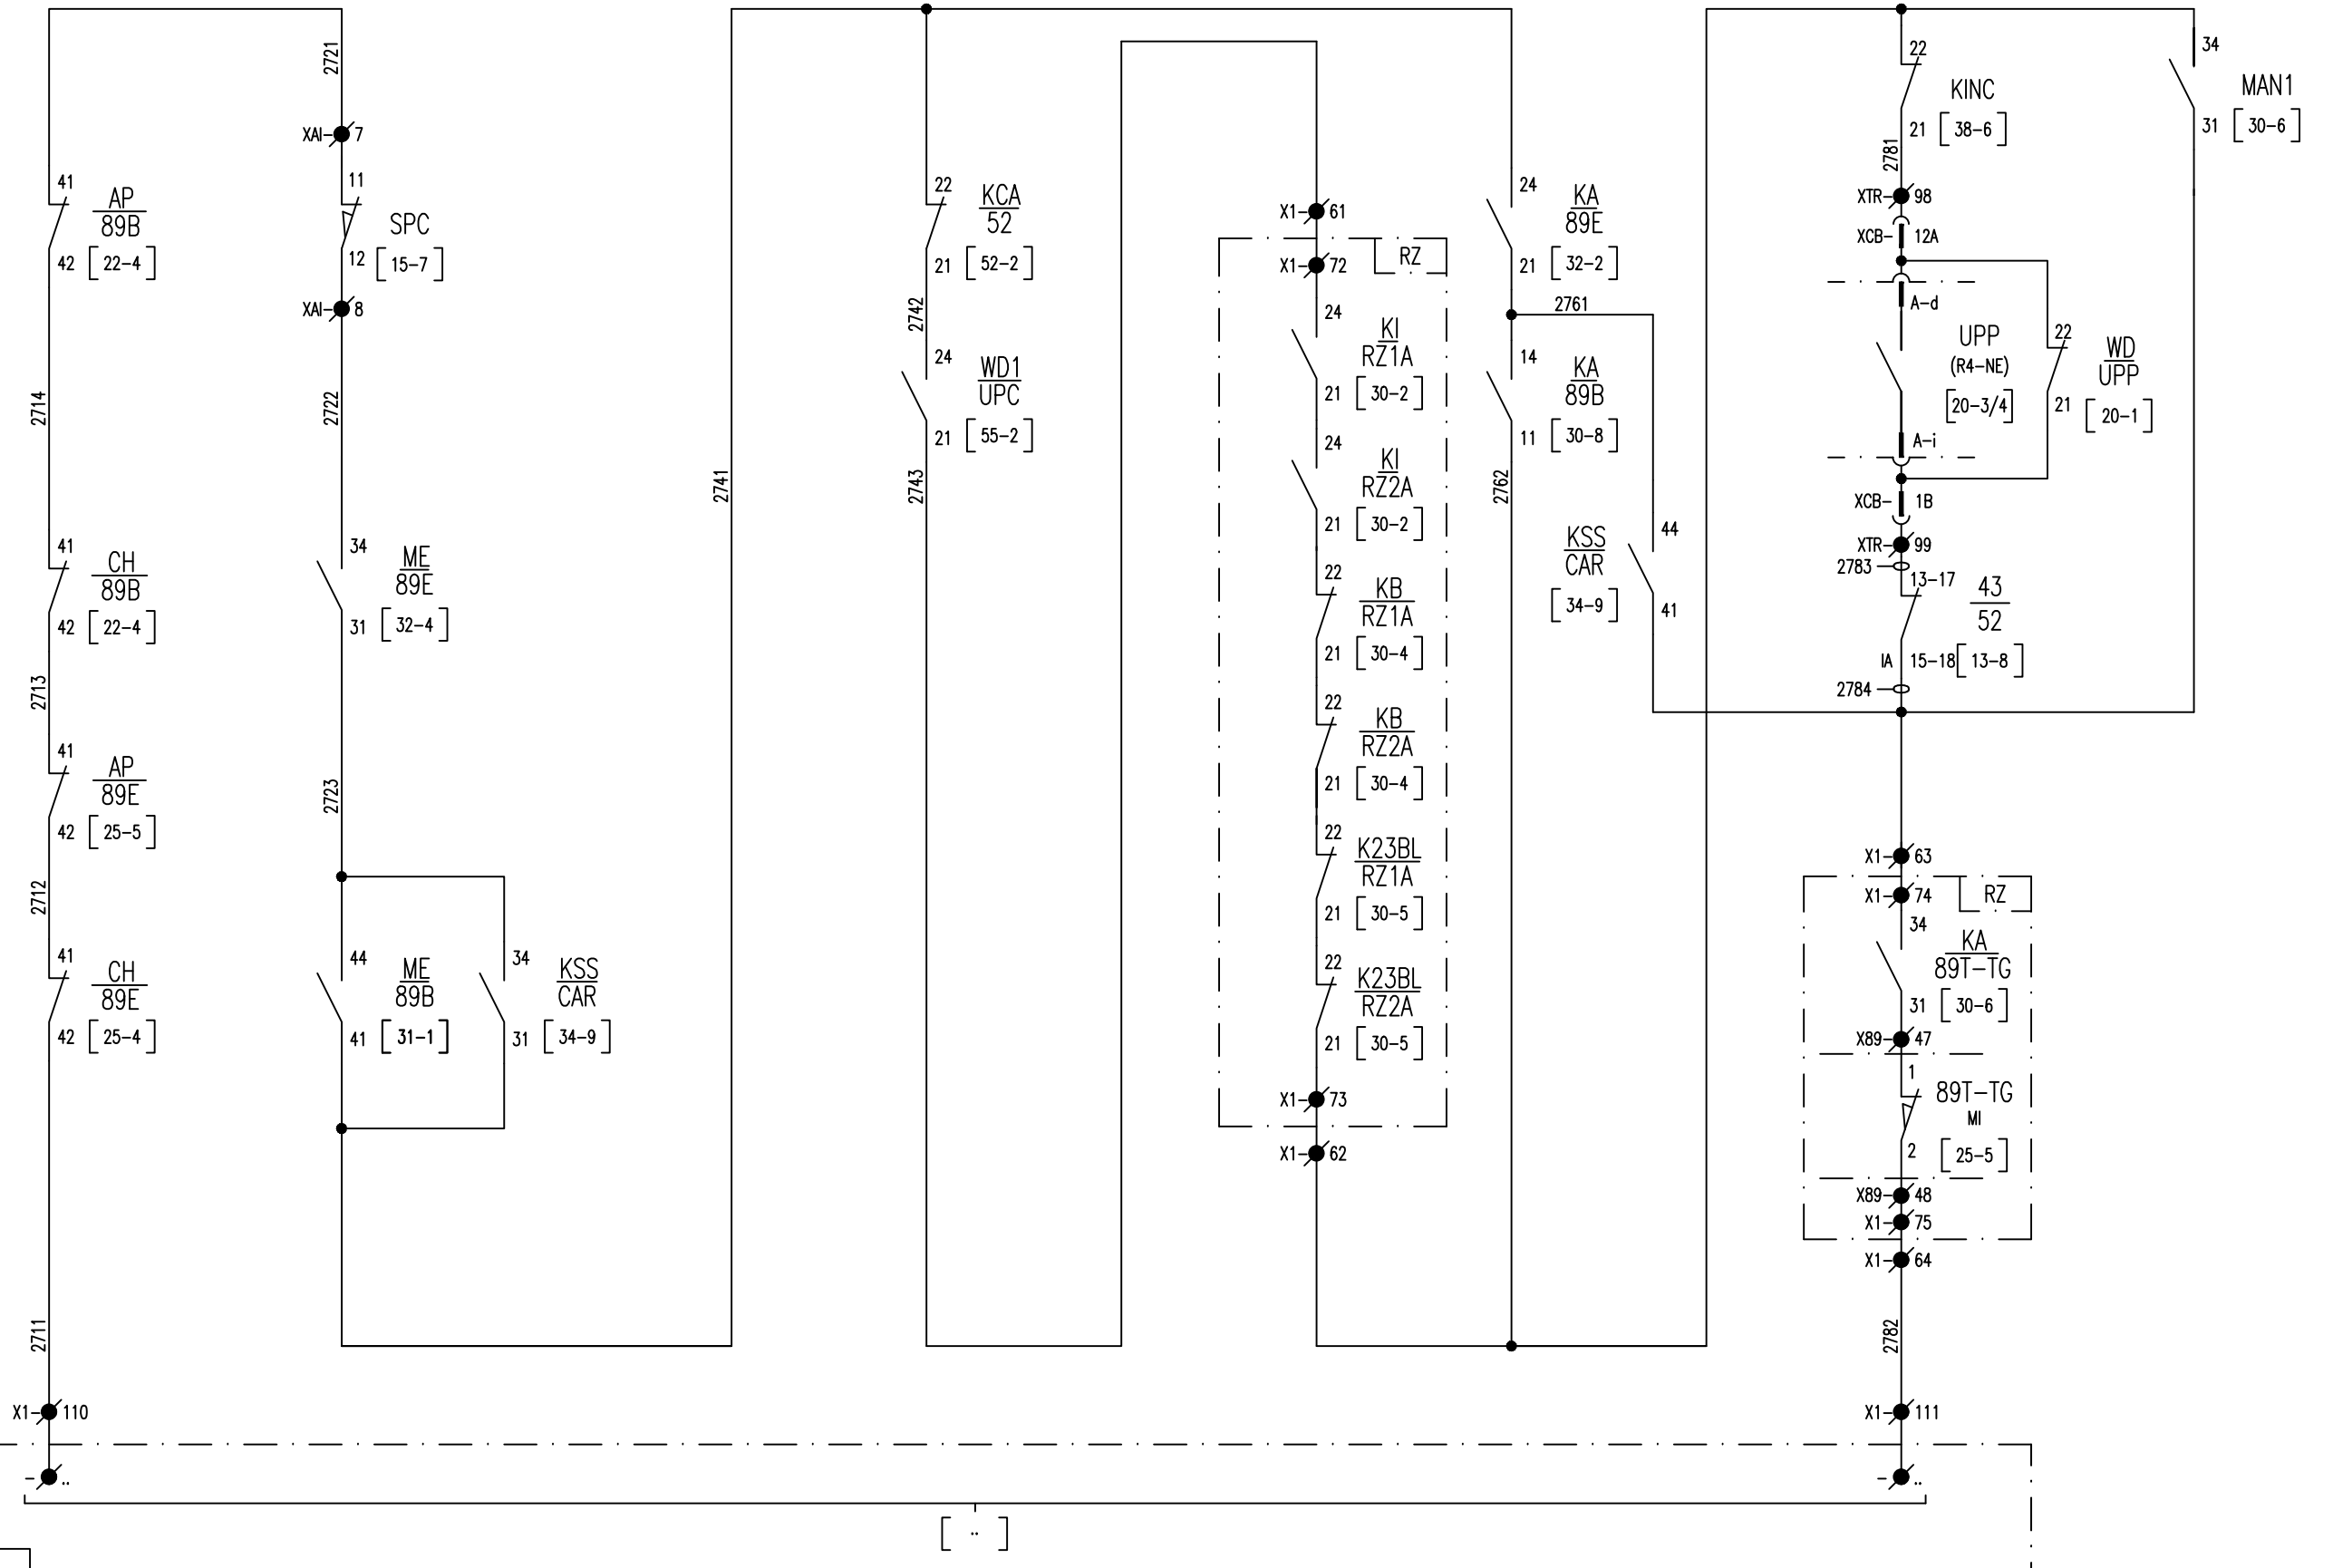 2721
XAI- 7
11
SPC
12 [ 15-7 ]
XAI- 8
2722
34
ME
89E
31 [ 32-4 ]
2723
44
ME
89B
41 [ 31-1 ]
34
KSS
CAR
31 [ 34-9 ]
41
AP
89B
42 [ 22-4 ]
2714
41
CH
89B
42 [ 22-4 ]
2713
41
AP
89E
42 [ 25-5 ]
2712
41
CH
89E
42 [ 25-4 ]
2711
X1- 110
- ..
2741
22
KCA
52
21 [ 52-2 ]
2742
24
WD1
UPC
21 [ 55-2 ]
2743
X1- 61
RZ
X1- 72
24
KI
RZ1A
21 [ 30-2 ]
24
KI
RZ2A
21 [ 30-2 ]
22
KB
RZ1A
21 [ 30-4 ]
22
KB
RZ2A
21 [ 30-4 ]
22
K23BL
RZ1A
21 [ 30-5 ]
22
K23BL
RZ2A
21 [ 30-5 ]
X1- 73
X1- 62
24
KA
89E
21 [ 32-2 ]
2761
14
KA
89B
11 [ 30-8 ]
2762
44
KSS
CAR
[ 34-9 ] 41
22
KINC
21 [ 38-6 ]
2781
34
MAN1
31 [ 30-6 ]
XTR- 98
XCB- 12A
A-d
UPP
(R4-NE)
[20-3/4]
A-i
22
WD
UPP
21 [ 20-1 ]
XCB- 1B
XTR- 99
2783
13-17
43
52
IA 15-18 [ 13-8 ]
2784
X1- 63
RZ
X1- 74
34
KA
89T-TG
31 [ 30-6 ]
X89- 47
1
89T-TG
MI
2 [ 25-5 ]
X89- 48
X1- 75
X1- 64
2782
X1- 111
- ..
[ .. ]